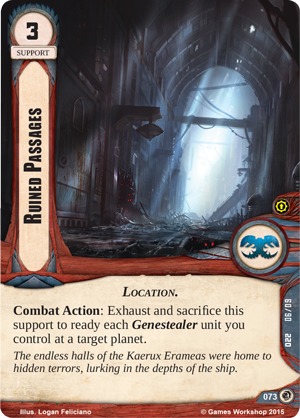 3
SUPPORT
RUINED PASSAGES
LOCATION.
Combat Action: Exhaust and sacrifice this
support to ready each Genestealer unit you
control at a target planet.
The endless halls of the Kaerux Erameas were home to
hidden terrors, lurking in the depths of the ship.
D22 06/09
073
Illus. Logan Feliciano
© Games Workshop 2015